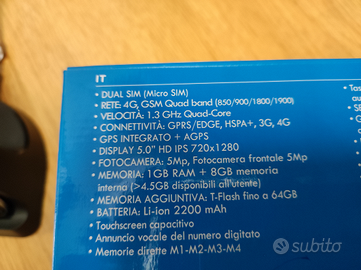 IT
• DUAL SIM (Micro SIM)
• RETE: 4G, GSM Quad band (850/900/1800/1900)
• VELOCITÀ: 1.3 GHz Quad-Core
• CONNETTIVITÀ: GPRS/EDGE, HSPA+, 3G, 4G
• GPS INTEGRATO + AGPS
• DISPLAY 5.0" HD IPS 720x1280
• FOTOCAMERA: 5Mp, Fotocamera frontale 5Mp
• MEMORIA: 1GB RAM + 8GB memoria
interna (>4.5GB disponibili all'utente)
• MEMORIA AGGIUNTIVA: T-Flash fino a 64GB
• BATTERIA: Li-ion 2200 mAh
• Touchscreen capacitivo
• Annuncio vocale del numero digitato
• Memorie dirette M1-M2-M3-M4
subito